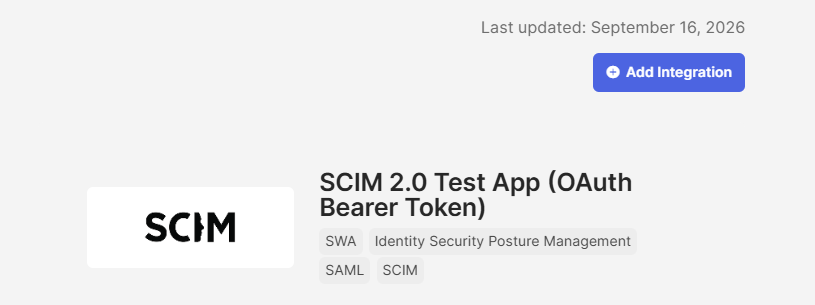 Last updated: September 16, 2026
Add Integration
SCIM
SCIM 2.0 Test App (OAuth
Bearer Token)
SWA
Identity Security Posture Management
SAML
SCIM